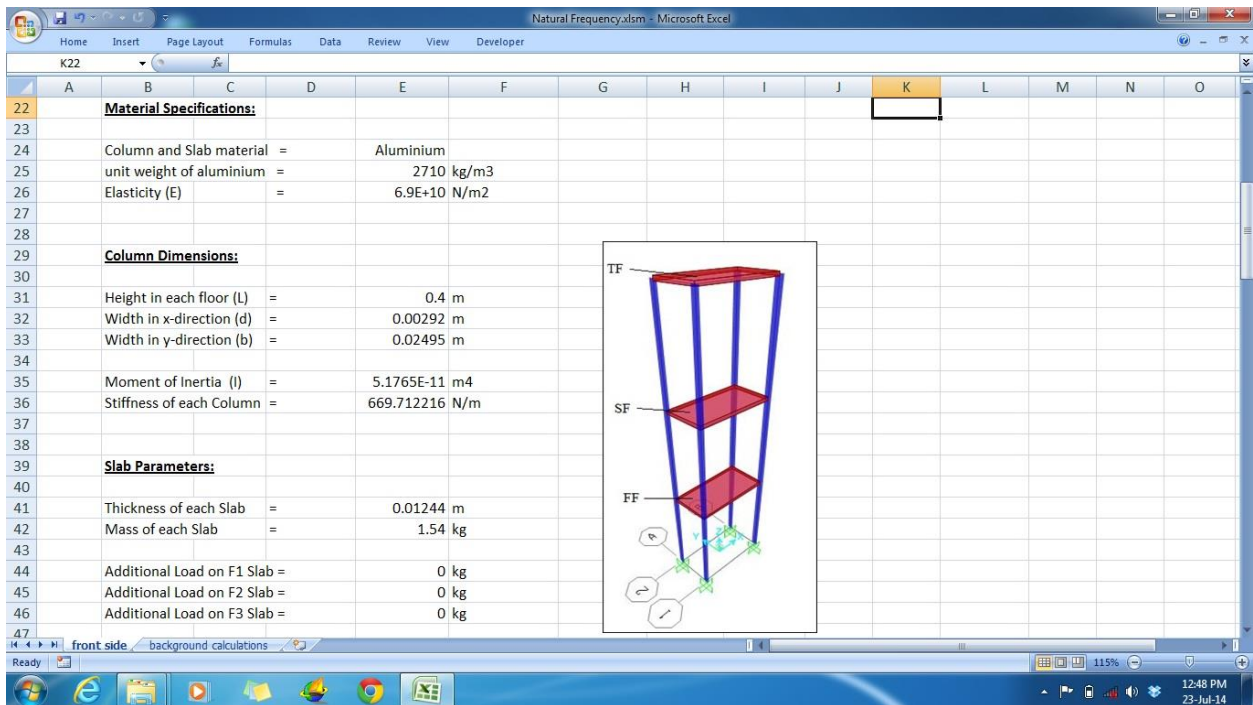 Natural Frequency.xlsm - Microsoft Excel
Home Insert Page Layout Formulas Data Review View Developer
K22 fx
A B C D E F G H I J K L M N O
22 Material Specifications:
23
24 Column and Slab material = Aluminium
25 unit weight of aluminium = 2710 kg/m3
26 Elasticity (E) = 6.9E+10 N/m2
27
28
29 Column Dimensions:
30
31 Height in each floor (L) = 0.4 m
32 Width in x-direction (d) = 0.00292 m
33 Width in y-direction (b) = 0.02495 m
34
35 Moment of Inertia (I) = 5.1765E-11 m4
36 Stiffness of each Column = 669.712216 N/m
37
38
39 Slab Parameters:
40
41 Thickness of each Slab = 0.01244 m
42 Mass of each Slab = 1.54 kg
43
44 Additional Load on F1 Slab = 0 kg
45 Additional Load on F2 Slab = 0 kg
46 Additional Load on F3 Slab = 0 kg
47
TF
SF
FF
A
Y Z
2
1
front side background calculations
Ready 115%
12:48 PM
23-Jul-14